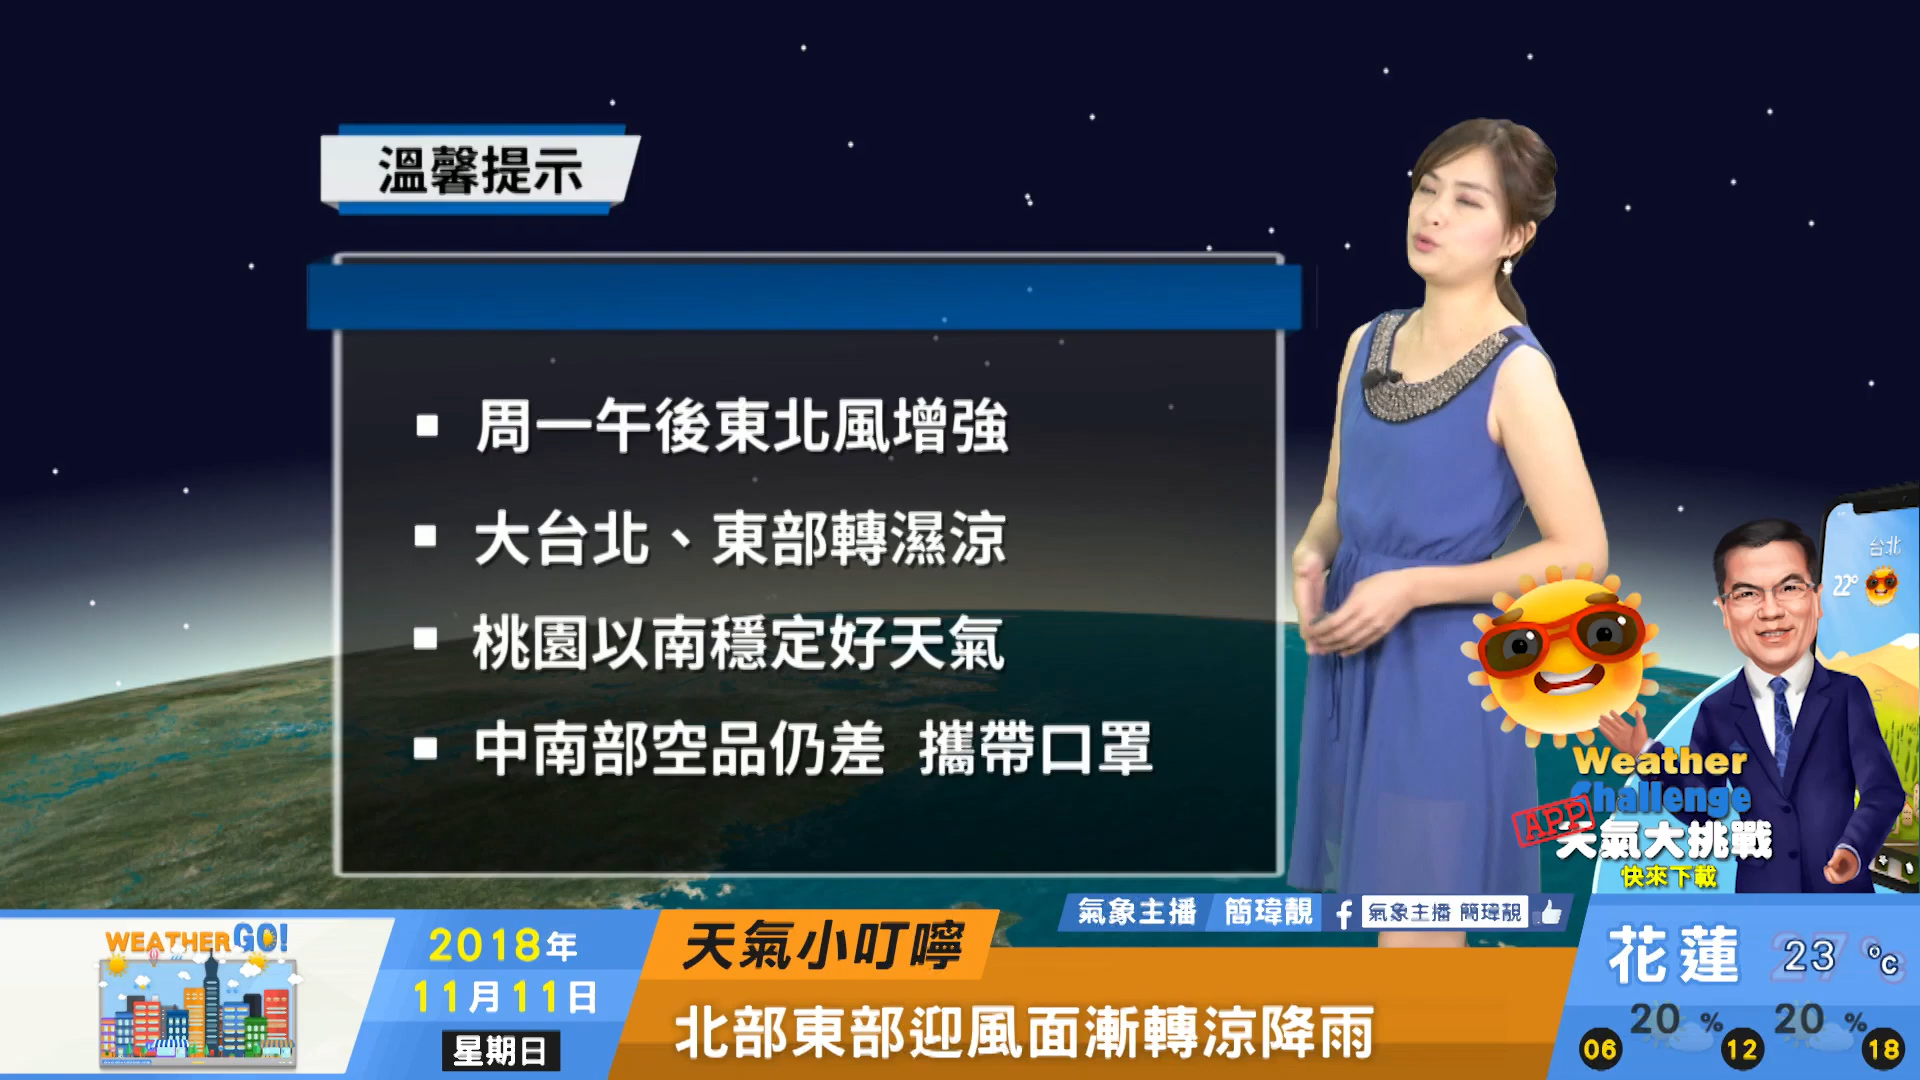 溫馨提示
▪ 周一午後東北風增強
▪ 大台北、東部轉濕涼
▪ 桃園以南穩定好天氣
▪ 中南部空品仍差 攜帶口罩
台北
22°
Weather
Challenge
APP
天氣大挑戰
快來下載
氣象主播 簡瑋靚 f 氣象主播 簡瑋靚
WEATHER GO!
2018年
11月11日
星期日
天氣小叮嚀
北部東部迎風面漸轉涼降雨
花蓮 23 °C
20 % 20 %
06 12 18